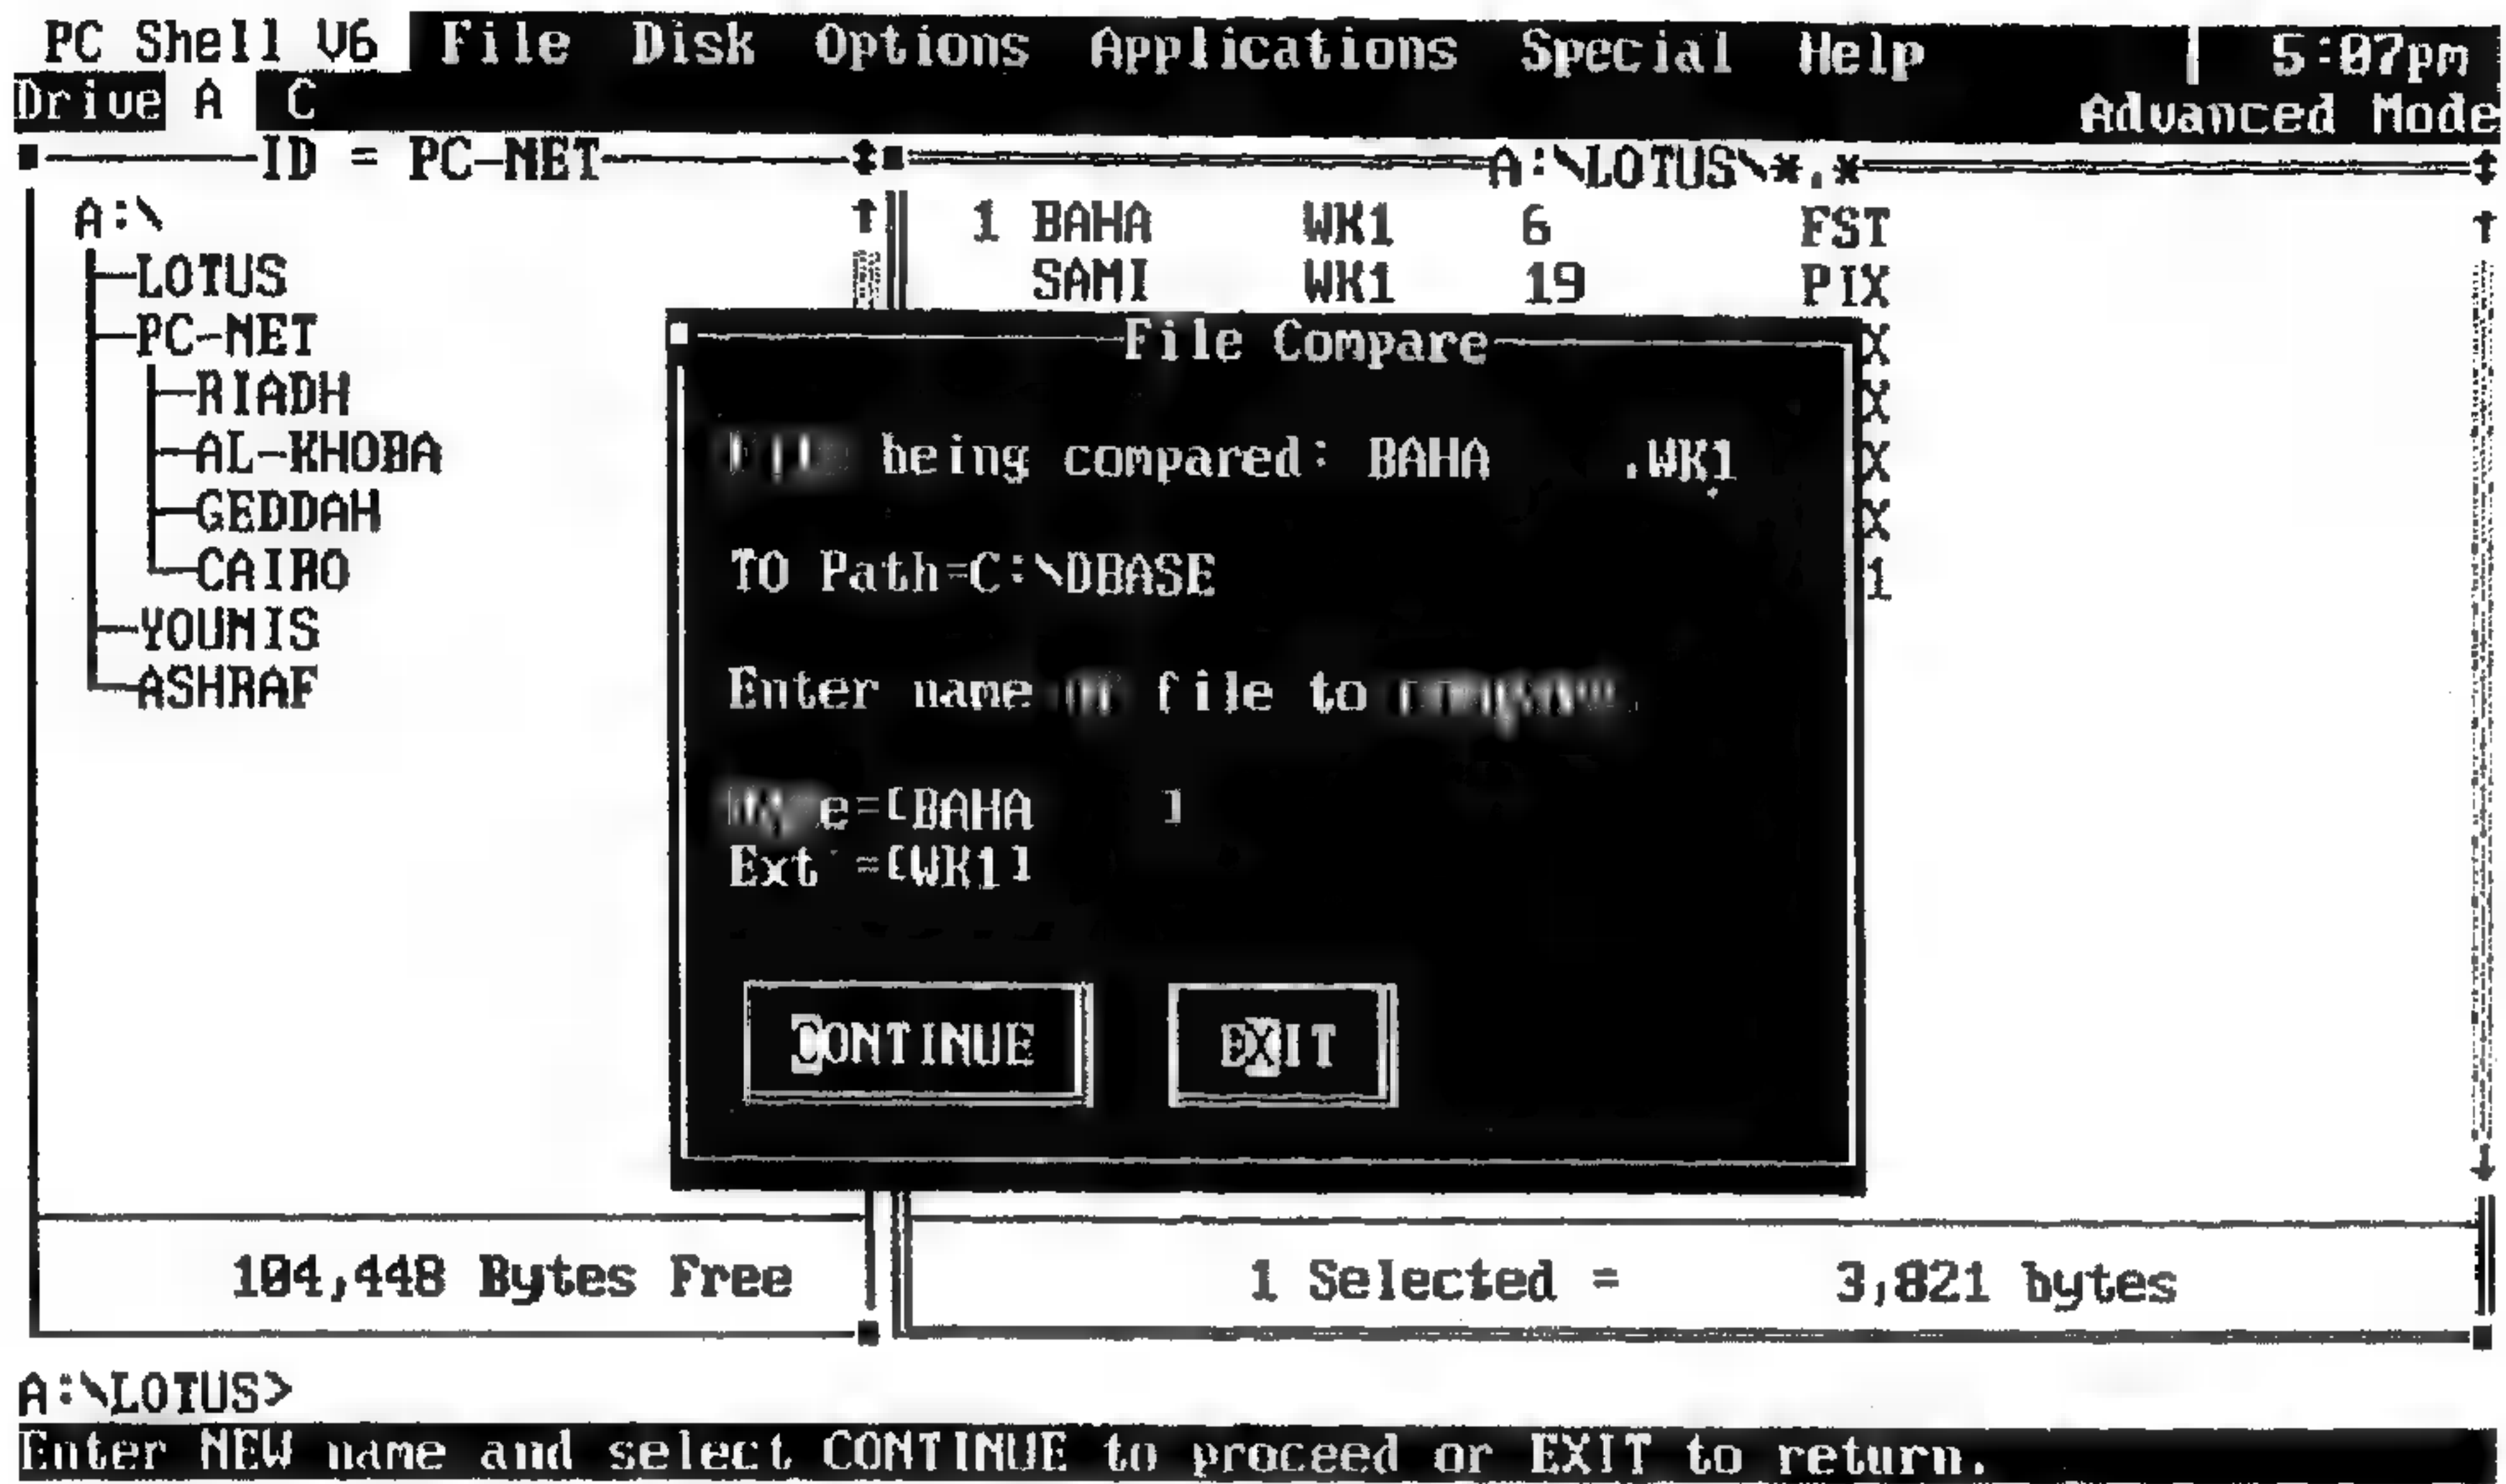 PC Shell V6 File Disk Options Applications Special Help 5:07pm
Drive A C Advanced Mode
ID = PC-NET
A:\
LOTUS
PC-NET
RIADH
AL-KHOBA
GEDDAH
CAIRO
YOUNIS
ASHRAF
104,448 Bytes Free
A:\LOTUS\*.*
1 BAHA WK1 6 FST
SAMI WK1 19 PIX
X
X
X
X
1
File Compare
being compared: BAHA .WK1
TO Path=C:\DBASE
Enter name file to
e=[BAHA ]
Ext =[WK1]
CONTINUE EXIT
1 Selected = 3,821 bytes
A:\LOTUS>
Enter NEW name and select CONTINUE to proceed or EXIT to return.